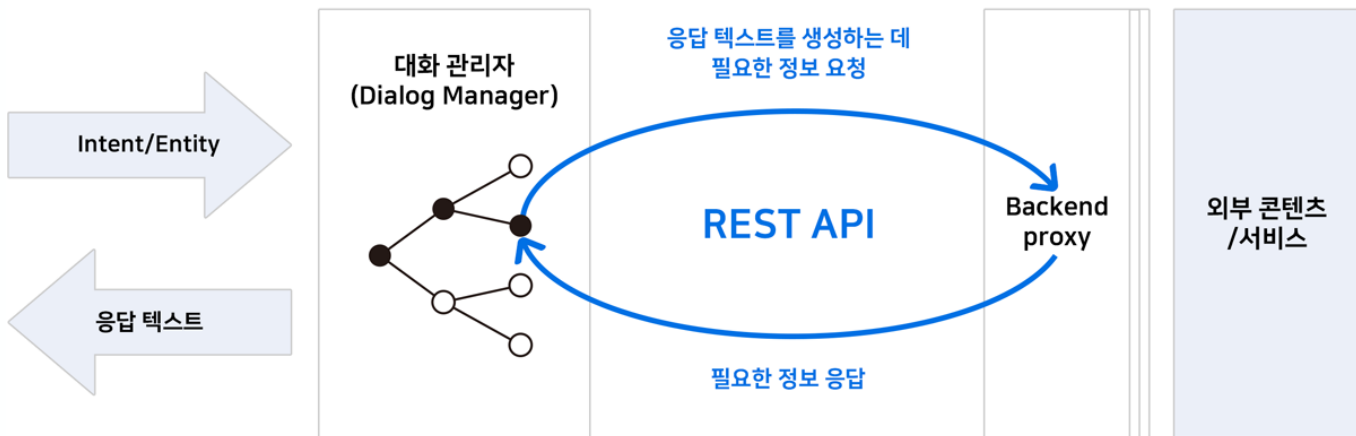 Intent/Entity
응답 텍스트
대화 관리자
(Dialog Manager)
응답 텍스트를 생성하는 데
필요한 정보 요청
REST API
필요한 정보 응답
Backend
proxy
외부 콘텐츠
/서비스